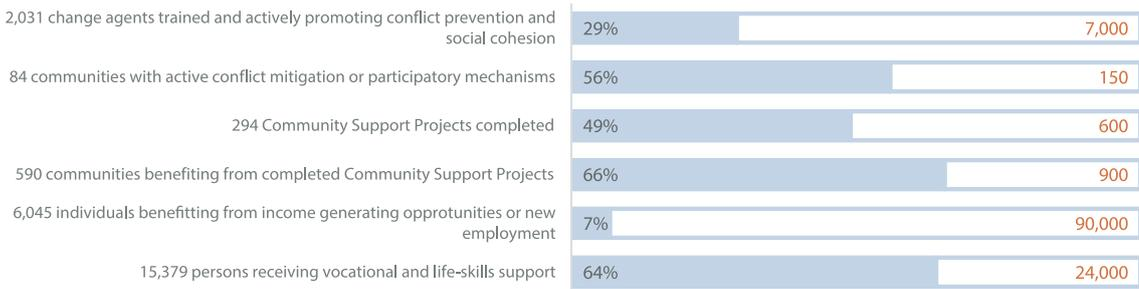 2,031 change agents trained and actively promoting conflict prevention and
social cohesion
29%
7,000
84 communities with active conflict mitigation or participatory mechanisms
56%
150
294 Community Support Projects completed
49%
600
590 communities benefiting from completed Community Support Projects
66%
900
6,045 individuals benefitting from income generating opprotunities or new
employment
7%
90,000
15,379 persons receiving vocational and life-skills support
64%
24,000